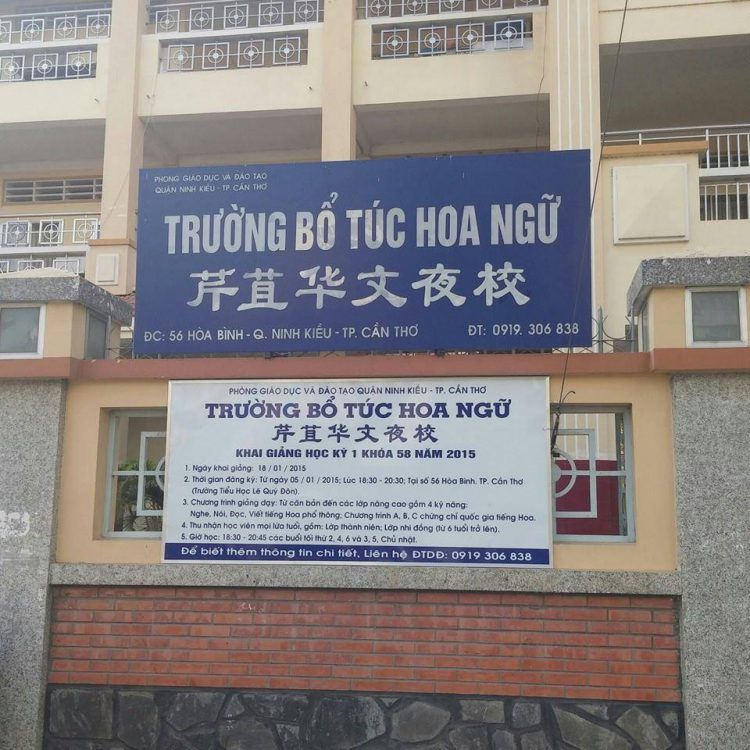 PHÒNG GIÁO DỤC VÀ ĐÀO TẠO
QUẬN NINH KIỀU - TP CẦN THƠ
TRƯỜNG BỔ TÚC HOA NGỮ
芹苴华文夜校
ĐC: 56 HÒA BÌNH - Q. NINH KIỀU - TP. CẦN THƠ ĐT: 0919. 306 838
PHÒNG GIÁO DỤC VÀ ĐÀO TẠO QUẬN NINH KIỀU - TP. CẦN THƠ
TRƯỜNG BỔ TÚC HOA NGỮ
芹苴华文夜校
KHAI GIẢNG HỌC KỲ 1 KHÓA 58 NĂM 2015
1. Ngày khai giảng: 18 / 01 / 2015
2. Thời gian đăng ký: Từ ngày 05 / 01 / 2015; Lúc 18:30 - 20:30; Tại số 56 Hòa Bình. TP. Cần Thơ
(Trường Tiểu Học Lê Quý Đôn).
3. Chương trình giảng dạy: Từ căn bản đến các lớp nâng cao gồm 4 kỹ năng:
Nghe, Nói, Đọc, Viết tiếng Hoa phổ thông; Chương trình A, B, C chứng chỉ quốc gia tiếng Hoa.
4. Thu nhận học viên mọi lứa tuổi, gồm: Lớp thành niên; Lớp nhi đồng (từ 6 tuổi trở lên).
5. Giờ học: 18:30 - 20:45 các buổi tối thứ 2, 4, 6 và 3, 5, Chủ nhật.
Để biết thêm thông tin chi tiết, Liên hệ ĐTDĐ: 0919 306 838